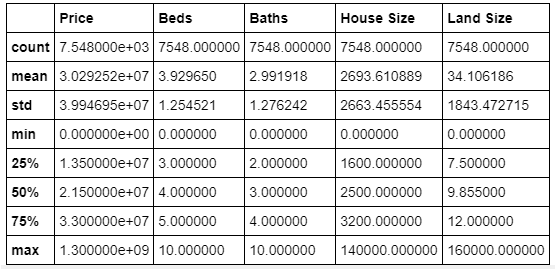 Price Beds Baths House Size Land Size
count 7.548000e+03 7548.000000 7548.000000 7548.000000 7548.000000
mean 3.029252e+07 3.929650 2.991918 2693.610889 34.106186
std 3.994695e+07 1.254521 1.276242 2663.455554 1843.472715
min 0.000000e+00 0.000000 0.000000 0.000000 0.000000
25% 1.350000e+07 3.000000 2.000000 1600.000000 7.500000
50% 2.150000e+07 4.000000 3.000000 2500.000000 9.855000
75% 3.300000e+07 5.000000 4.000000 3200.000000 12.000000
max 1.300000e+09 10.000000 10.000000 140000.000000 160000.000000